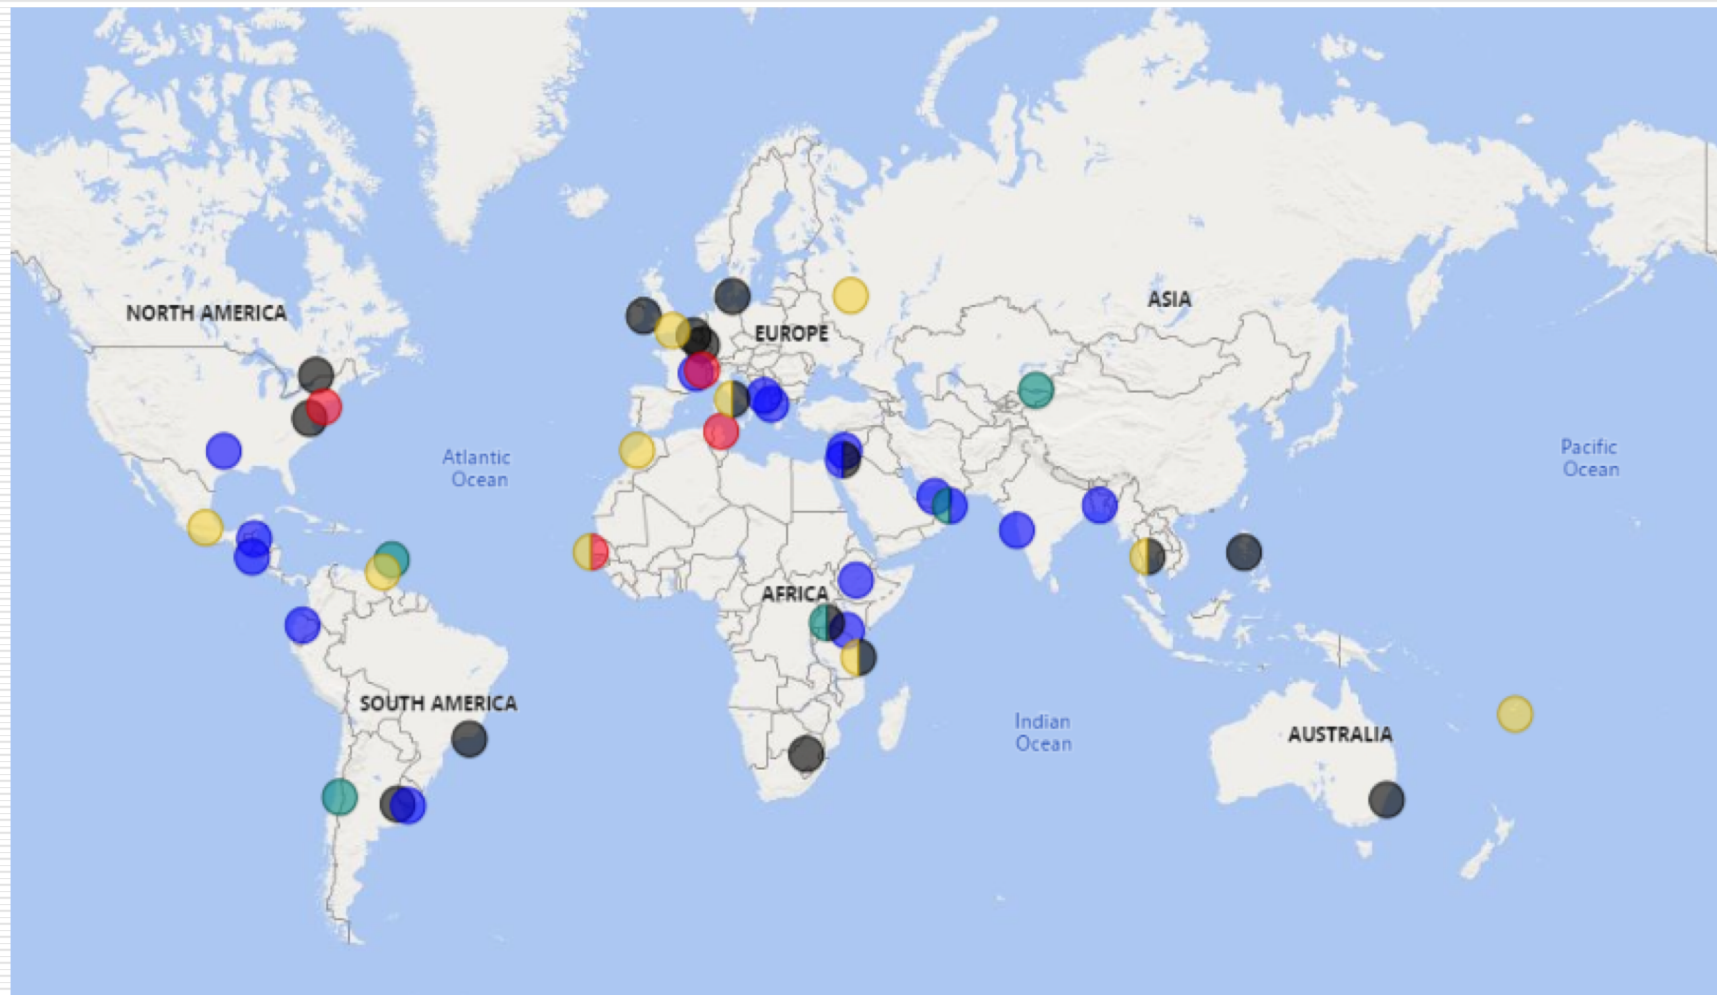 NORTH AMERICA
ASIA
EUROPE
Atlantic
Ocean
Pacific
Ocean
AFRICA
SOUTH AMERICA
Indian
Ocean
AUSTRALIA